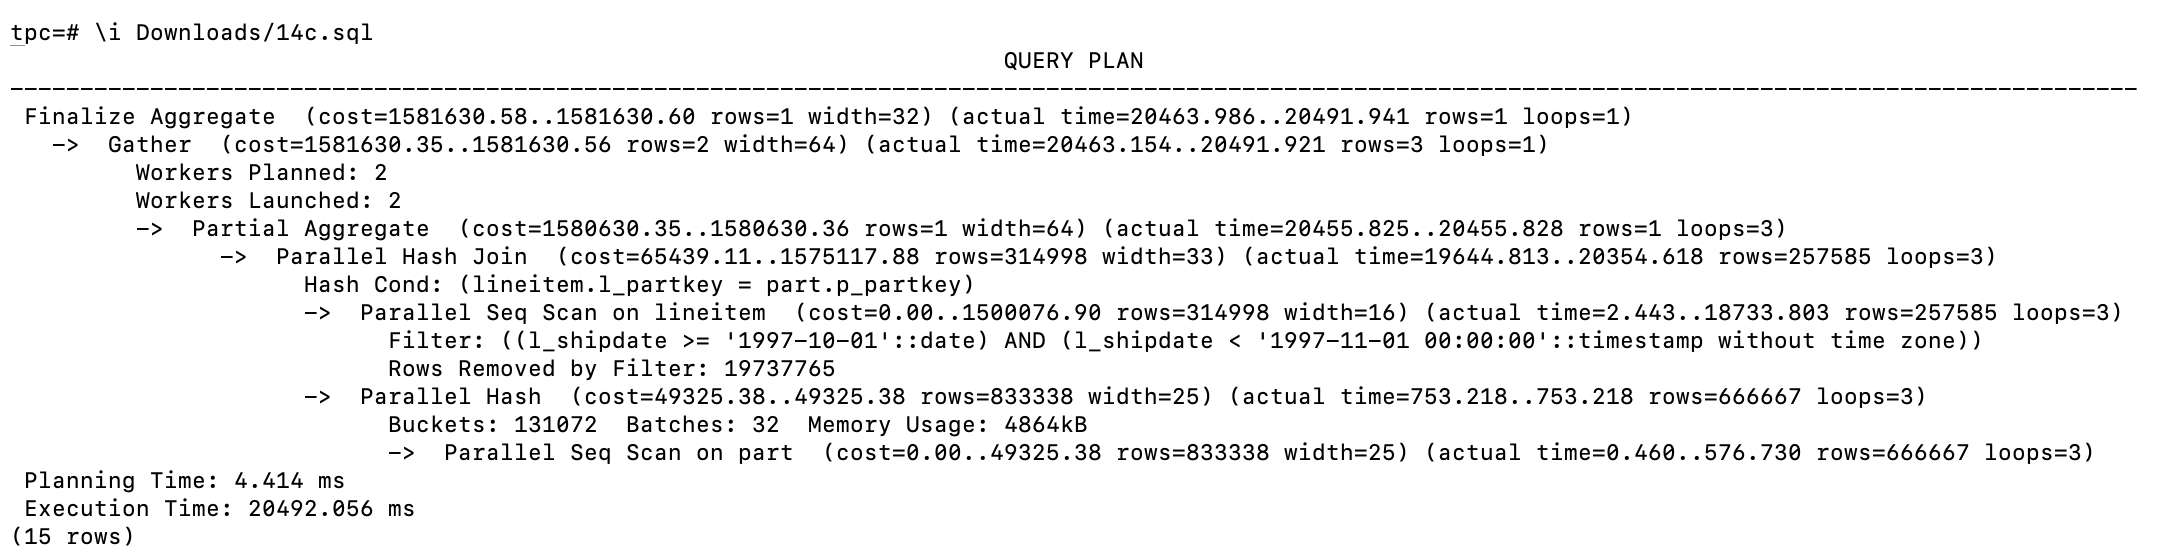 tpc=# \i Downloads/14c.sql
QUERY PLAN
--------------------------------------------------------------------------------------------------------------------------------------------------------
Finalize Aggregate  (cost=1581630.58..1581630.60 rows=1 width=32) (actual time=20463.986..20491.941 rows=1 loops=1)
  ->  Gather  (cost=1581630.35..1581630.56 rows=2 width=64) (actual time=20463.154..20491.921 rows=3 loops=1)
        Workers Planned: 2
        Workers Launched: 2
        ->  Partial Aggregate  (cost=1580630.35..1580630.36 rows=1 width=64) (actual time=20455.825..20455.828 rows=1 loops=3)
              ->  Parallel Hash Join  (cost=65439.11..1575117.88 rows=314998 width=33) (actual time=19644.813..20354.618 rows=257585 loops=3)
                    Hash Cond: (lineitem.l_partkey = part.p_partkey)
                    ->  Parallel Seq Scan on lineitem  (cost=0.00..1500076.90 rows=314998 width=16) (actual time=2.443..18733.803 rows=257585 loops=3)
                          Filter: ((l_shipdate >= '1997-10-01'::date) AND (l_shipdate < '1997-11-01 00:00:00'::timestamp without time zone))
                          Rows Removed by Filter: 19737765
                    ->  Parallel Hash  (cost=49325.38..49325.38 rows=833338 width=25) (actual time=753.218..753.218 rows=666667 loops=3)
                          Buckets: 131072  Batches: 32  Memory Usage: 4864kB
                          ->  Parallel Seq Scan on part  (cost=0.00..49325.38 rows=833338 width=25) (actual time=0.460..576.730 rows=666667 loops=3)
Planning Time: 4.414 ms
Execution Time: 20492.056 ms
(15 rows)